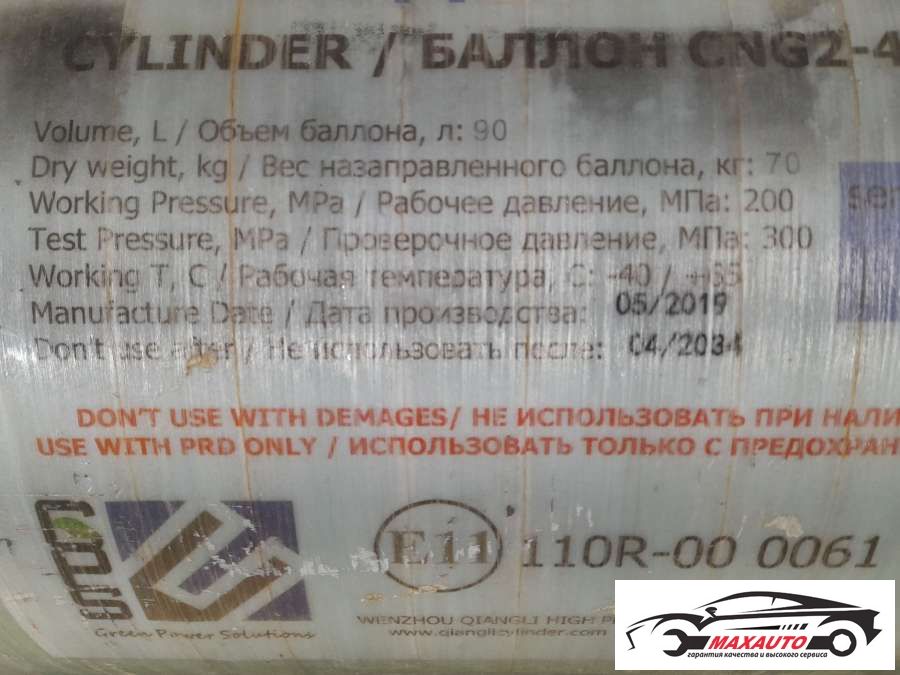 CYLINDER / БАЛЛОН CNG2-4
Volume, L / Объем баллона, л: 90
Dry weight, kg / Вес назаправленного баллона, кг: 70
Working Pressure, MPa / Рабочее давление, МПа: 200
ser
Test Pressure, MPa / Проверочное давление, МПа: 300
Working T, C / Рабочая температура, С: -40 / +65
Manufacture Date / Дата производства: 05/2019
Don't use after / Не использовать после: 04/2034
DON'T USE WITH DEMAGES/ НЕ ИСПОЛЬЗОВАТЬ ПРИ НАЛИ
USE WITH PRD ONLY / ИСПОЛЬЗОВАТЬ ТОЛЬКО С ПРЕДОХРАН
E11 110R-00 0061
Green Power Solutions
WENZHOU QIANGLI HIGH P
www.qianglicylinder.com
MAXAUTO
гарантия качества и высокого сервиса